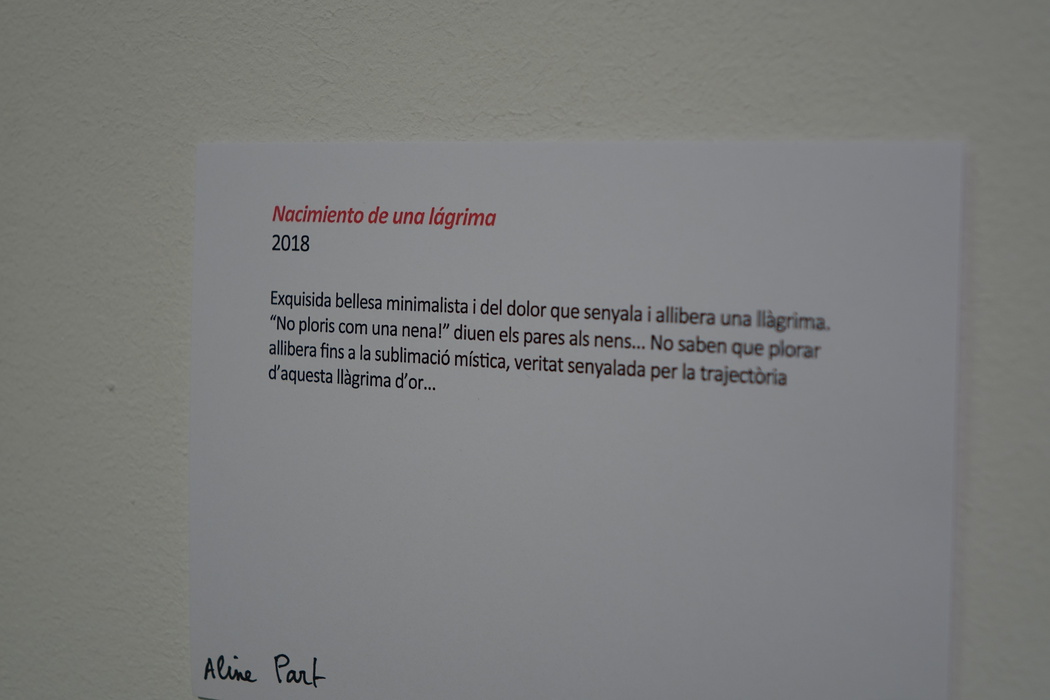 Nacimiento de una lágrima
2018
Exquisida bellesa minimalista i del dolor que senyala i allibera una llàgrima.
“No ploris com una nena!” diuen els pares als nens... No saben que plorar
allibera fins a la sublimació mística, veritat senyalada per la trajectòria
d’aquesta llàgrima d’or...
Aline Part